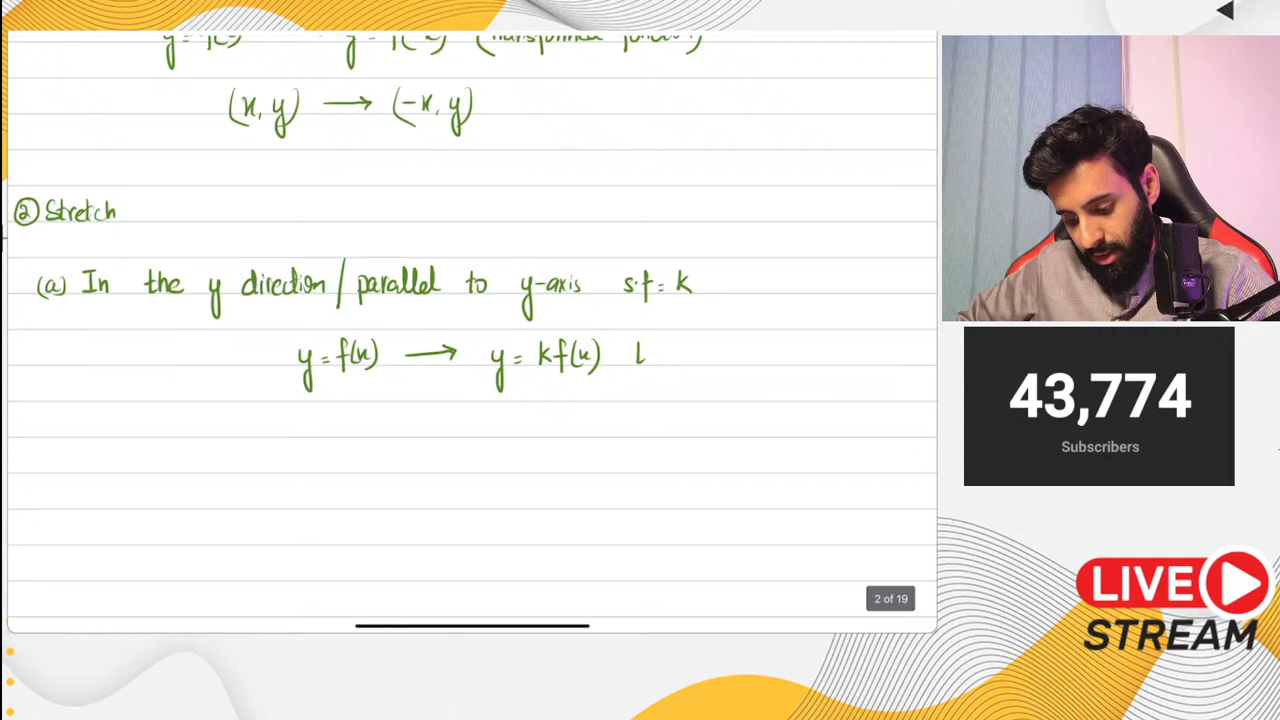 (x, y) → (-x, y)
② Stretch
(a) In the y direction / parallel to y-axis s.f = k
y = f(x) → y = kf(x)
2 of 19
43,774
Subscribers
LIVE
STREAM